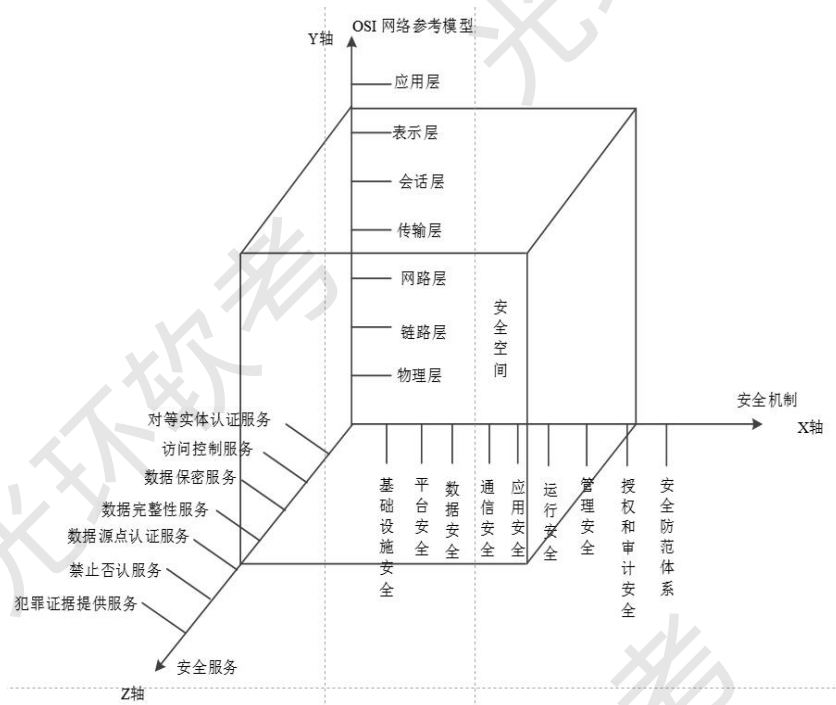 OSI 网络参考模型
Y轴
应用层
表示层
会话层
传输层
网路层
链路层
物理层
安全空间
安全机制
X轴
对等实体认证服务
访问控制服务
数据保密服务
数据完整性服务
数据源点认证服务
禁止否认服务
犯罪证据提供服务
安全服务
Z轴
基础设施安全
平台安全
数据安全
通信安全
应用安全
运行安全
管理安全
授权和审计安全
安全防范体系
光环软考
光
考